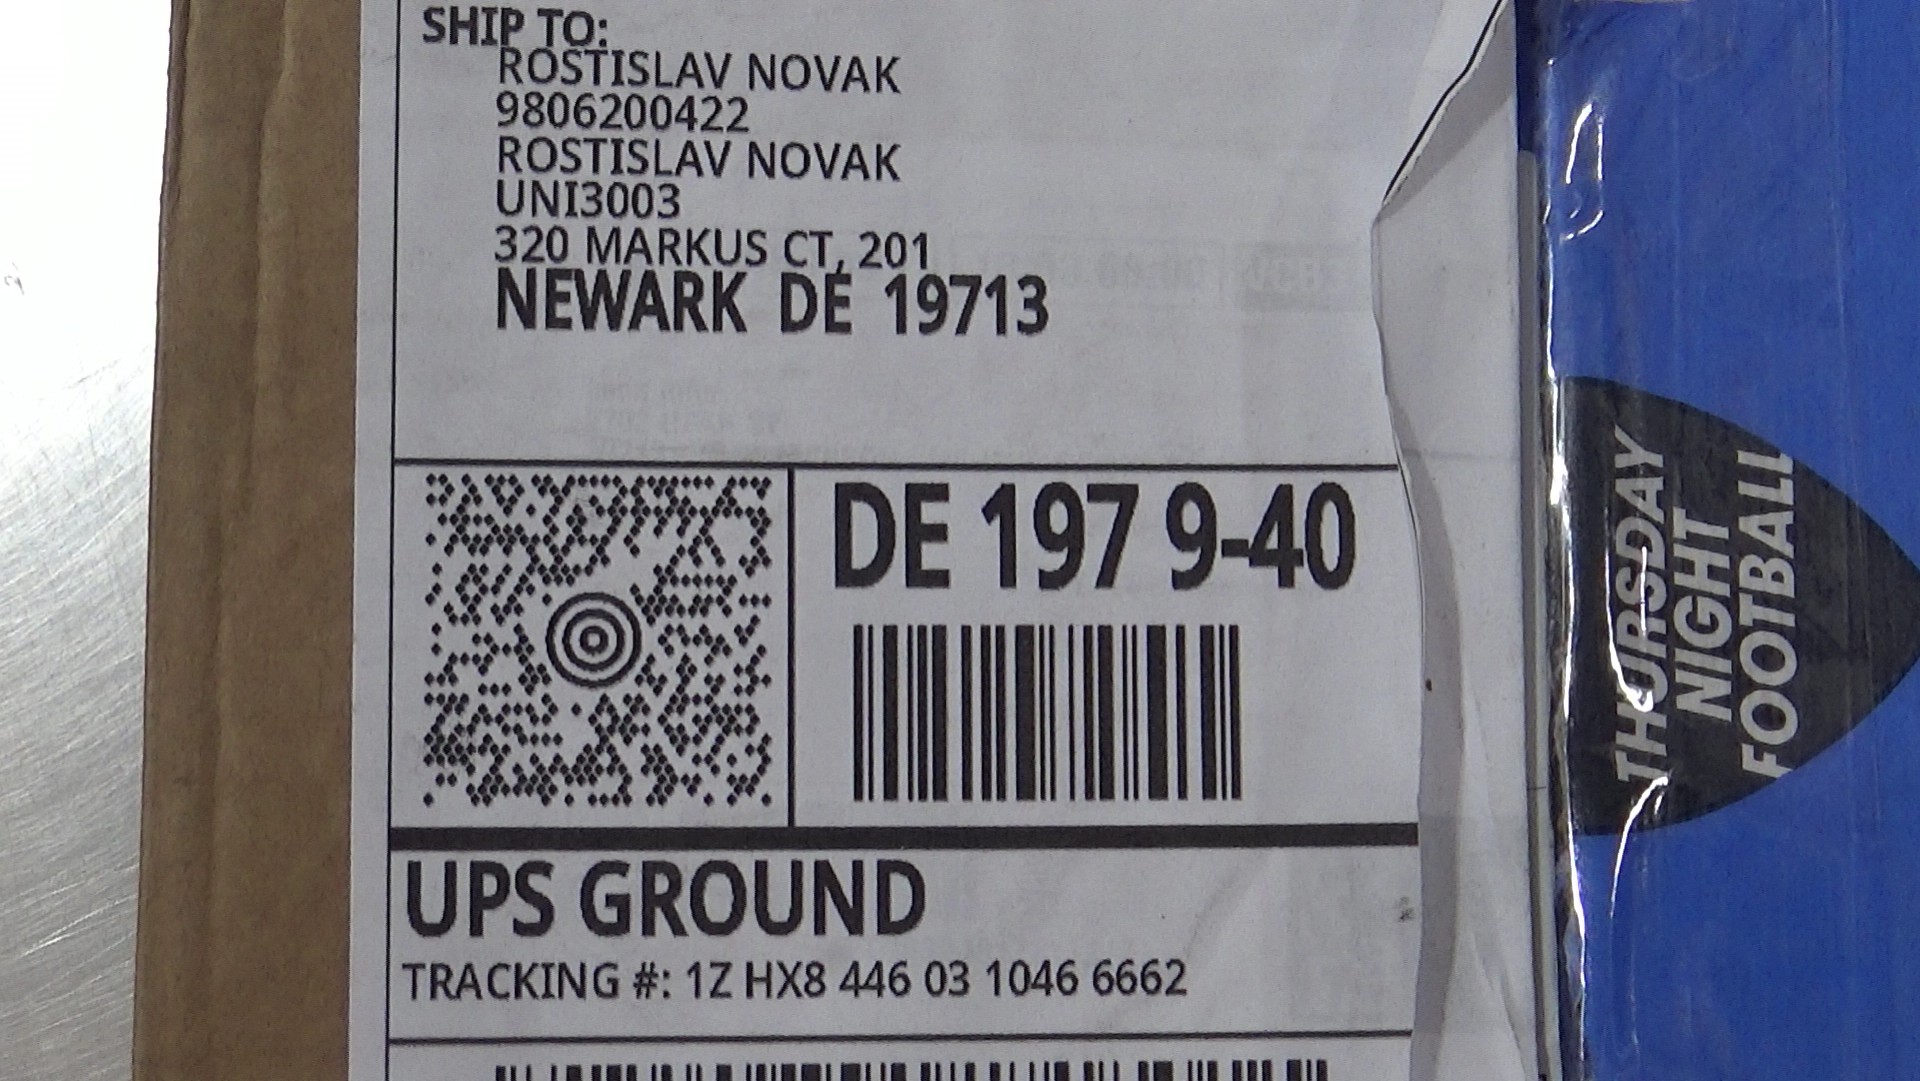 SHIP TO:
ROSTISLAV NOVAK
9806200422
ROSTISLAV NOVAK
UNI3003
320 MARKUS CT, 201
NEWARK DE 19713
DE 197 9-40
UPS GROUND
TRACKING #: 1Z HX8 446 03 1046 6662
THURSDAY
NIGHT
FOOTBALL